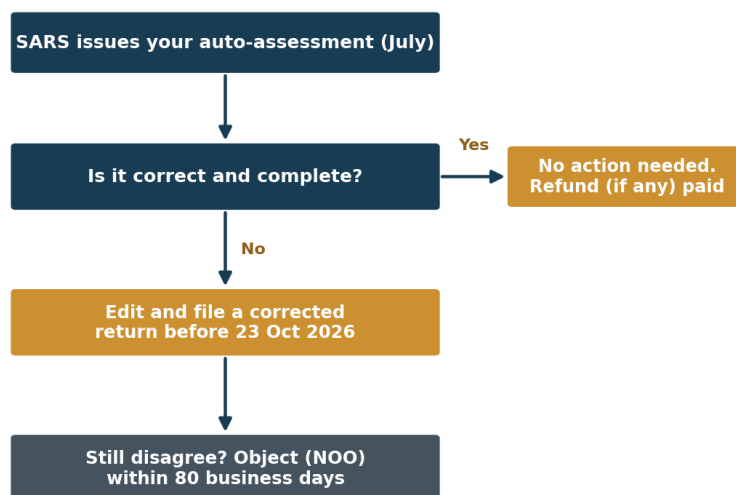 SARS issues your auto-assessment (July)
Is it correct and complete?
Yes
No action needed.
Refund (if any) paid
No
Edit and file a corrected
return before 23 Oct 2026
Still disagree? Object (NOO)
within 80 business days